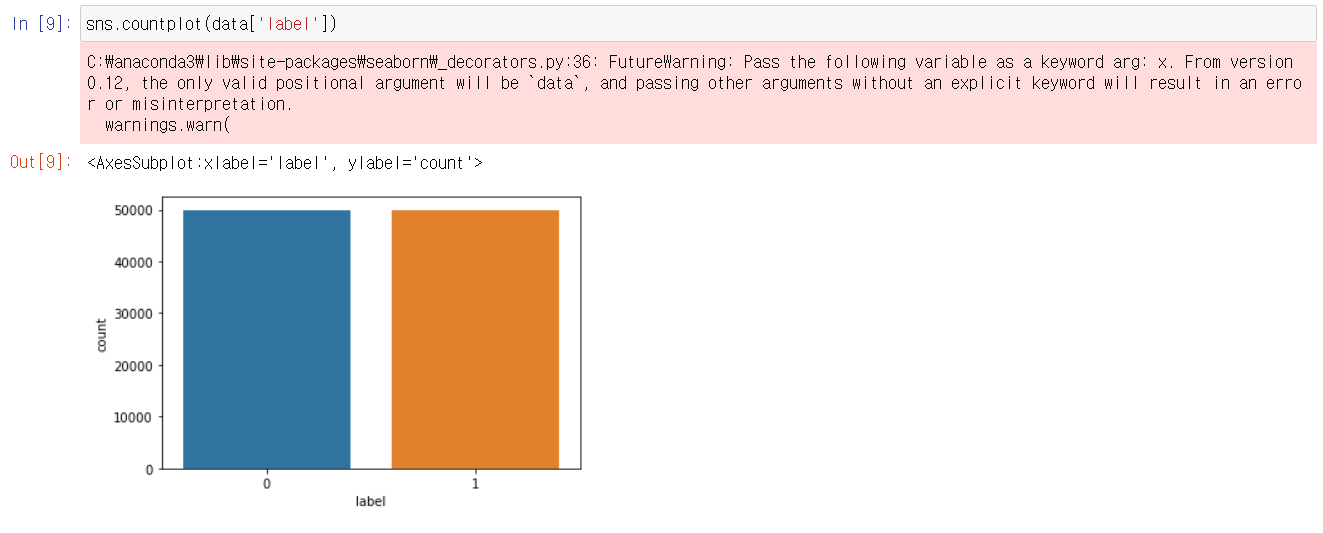 In [9]: sns.countplot(data['label'])
C:₩anaconda3₩lib₩site-packages₩seaborn₩_decorators.py:36: FutureWarning: Pass the following variable as a keyword arg: x. From version
0.12, the only valid positional argument will be `data`, and passing other arguments without an explicit keyword will result in an erro
r or misinterpretation.
warnings.warn(
Out[9]: <AxesSubplot:xlabel='label', ylabel='count'>
50000
40000
30000
20000
10000
0
count
0 1
label